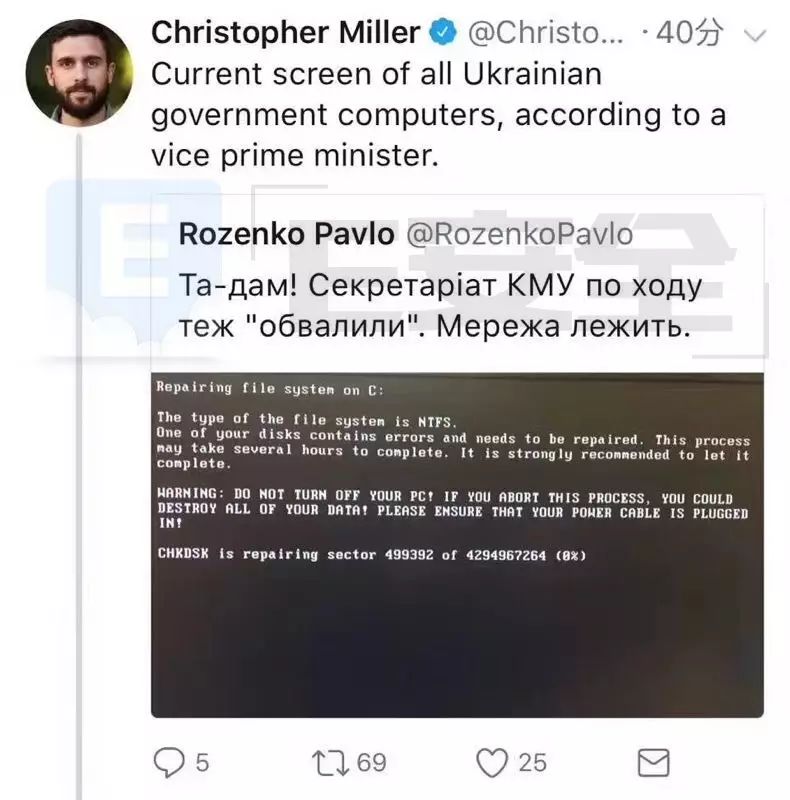 Christopher Miller @Christo... · 40分
Current screen of all Ukrainian
government computers, according to a
vice prime minister.
E安全
Rozenko Pavlo @RozenkoPavlo
Та-дам! Секретаріат КМУ по ходу
теж "обвалили". Мережа лежить.
Repairing file system on C:
The type of the file system is NTFS.
One of your disks contains errors and needs to be repaired. This process
may take several hours to complete. It is strongly recommended to let it
complete.
WARNING: DO NOT TURN OFF YOUR PC! IF YOU ABORT THIS PROCESS, YOU COULD
DESTROY ALL OF YOUR DATA! PLEASE ENSURE THAT YOUR POWER CABLE IS PLUGGED
IN!
CHKDSK is repairing sector 499392 of 4294967264 (0%)
5 69 25